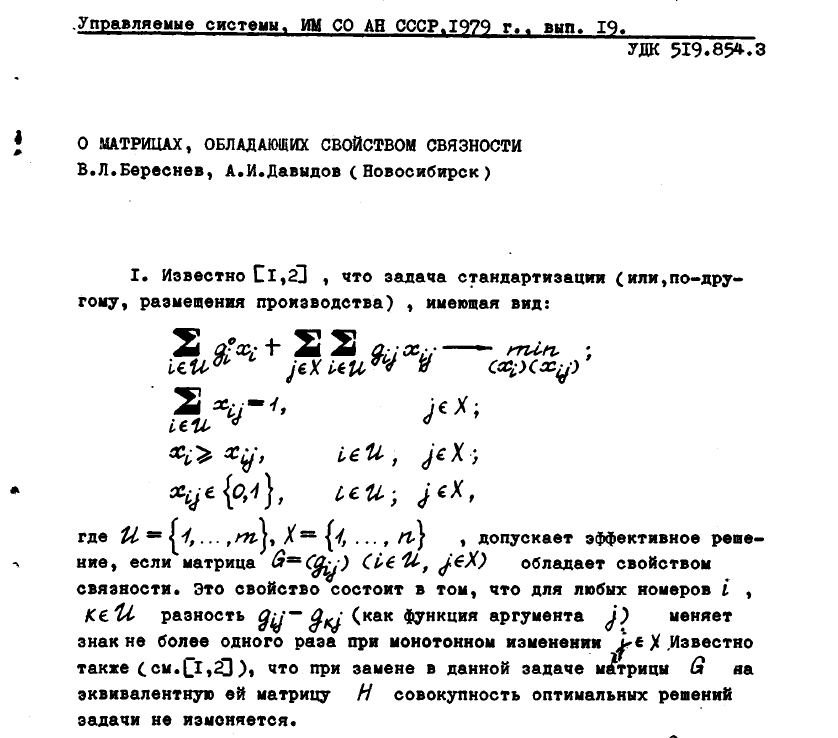 Управляемые системы, ИМ СО АН СССР,1979 г., вып. 19.
УДК 519.854.3
О МАТРИЦАХ, ОБЛАДАЮЩИХ СВОЙСТВОМ СВЯЗНОСТИ
В.Л.Береснев, А.И.Давыдов (Новосибирск)
I. Известно [1,2] , что задача стандартизации (или,по-дру-
гому, размещения производства) , имеющая вид:
∑_{i∈𝒰} g_i^0 x_i + ∑_{j∈X} ∑_{i∈𝒰} g_{ij} x_{ij} → min_{(x_i)(x_{ij})} ;
∑_{i∈𝒰} x_{ij} = 1, j∈X;
x_i ⩾ x_{ij}, i∈𝒰, j∈X;
x_{ij} ∈ {0,1}, i∈𝒰; j∈X,
где 𝒰 = {1,...,m}, X = {1, ..., n} , допускает эффективное реше-
ние, если матрица G=(g_{ij}) (i∈𝒰, j∈X) обладает свойством
связности. Это свойство состоит в том, что для любых номеров i ,
K∈𝒰 разность g_{ij} − g_{Kj} (как функция аргумента j) меняет
знак не более одного раза при монотонном изменении j∈X.Известно
также (см.[1,2]), что при замене в данной задаче матрицы G на
эквивалентную ей матрицу H совокупность оптимальных решений
задачи не изменяется.